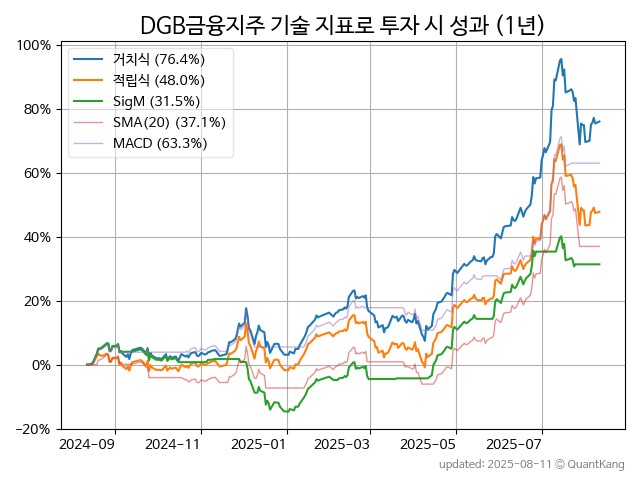 DGB금융지주 기술 지표로 투자 시 성과 (1년)
100%
80%
60%
40%
20%
0%
−20%
거치식 (76.4%)
적립식 (48.0%)
SigM (31.5%)
SMA(20) (37.1%)
MACD (63.3%)
2024-09
2024-11
2025-01
2025-03
2025-05
2025-07
updated: 2025-08-11 © QuantKang